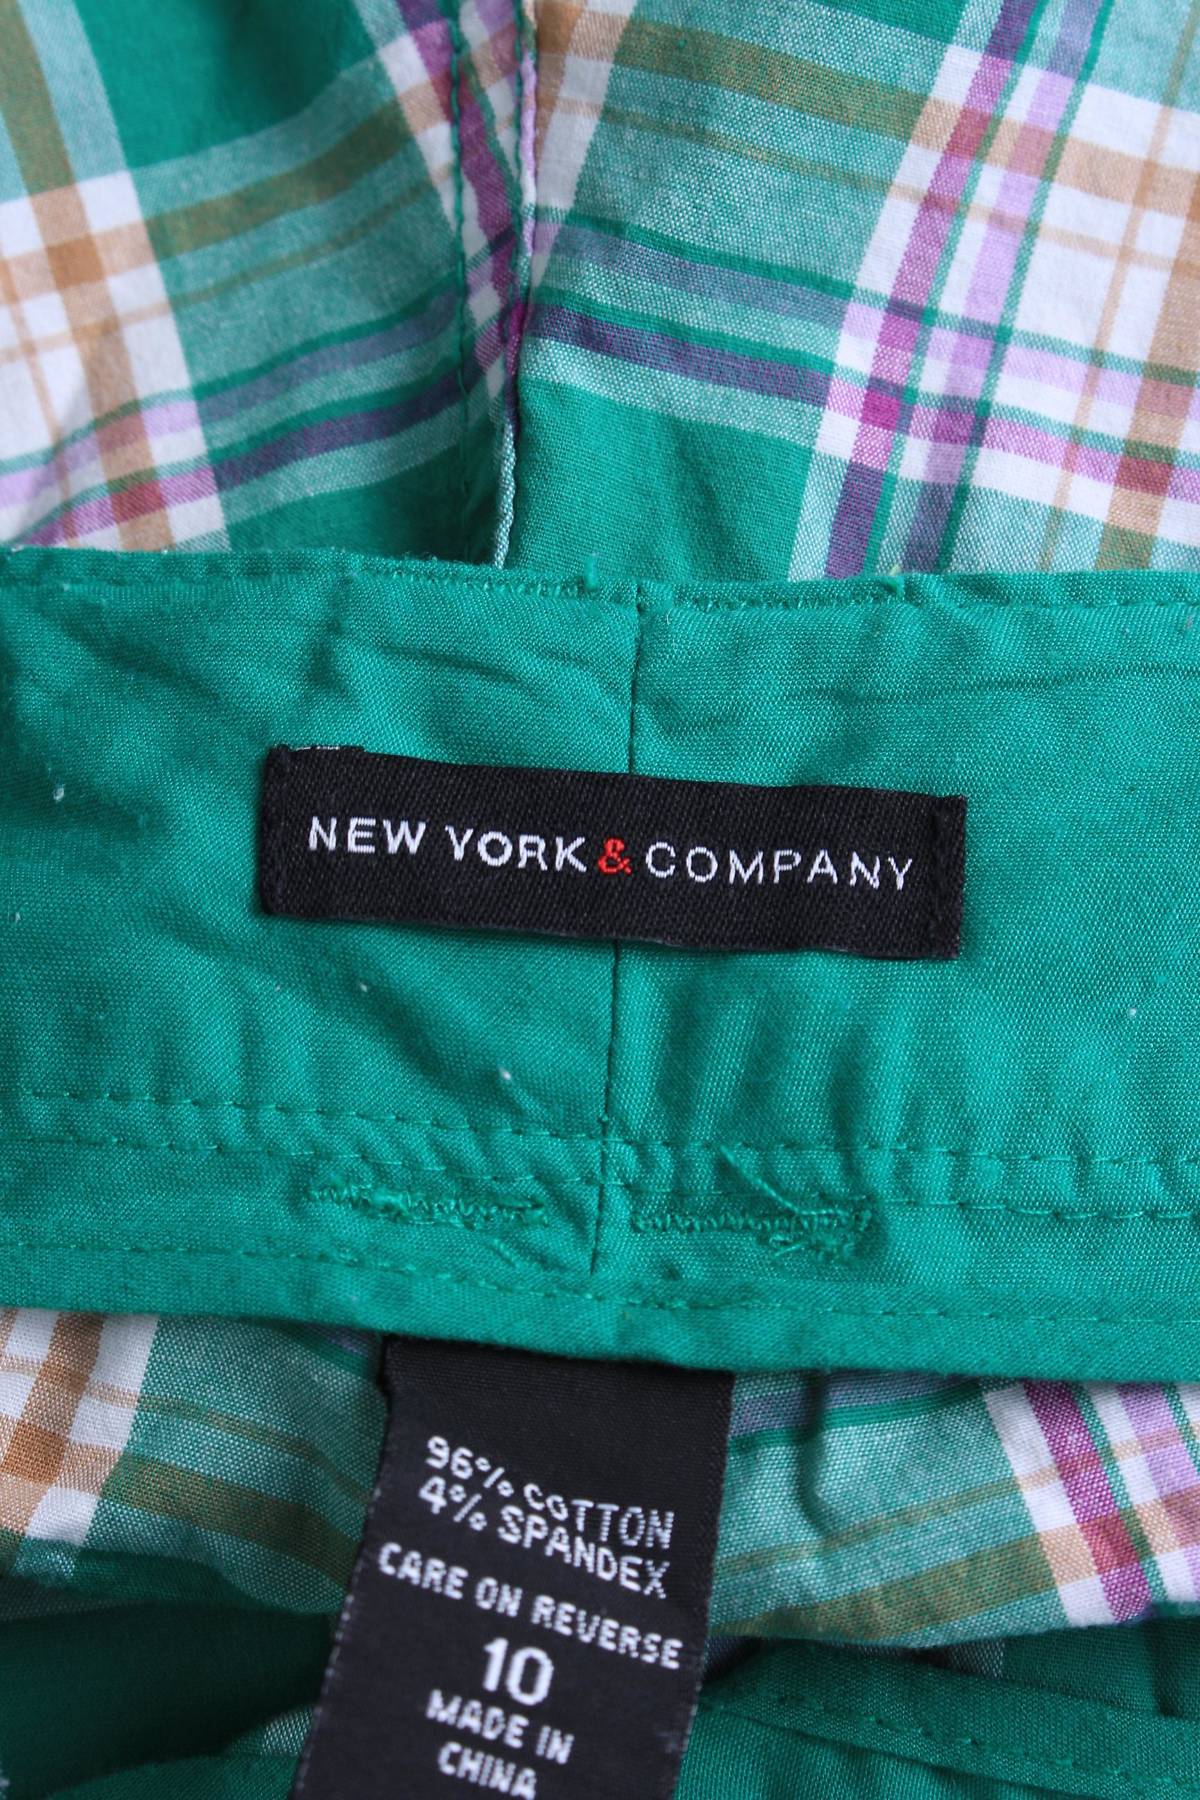 NEW YORK & COMPANY
96% COTTON
4% SPANDEX
CARE ON REVERSE
10
MADE IN
CHINA